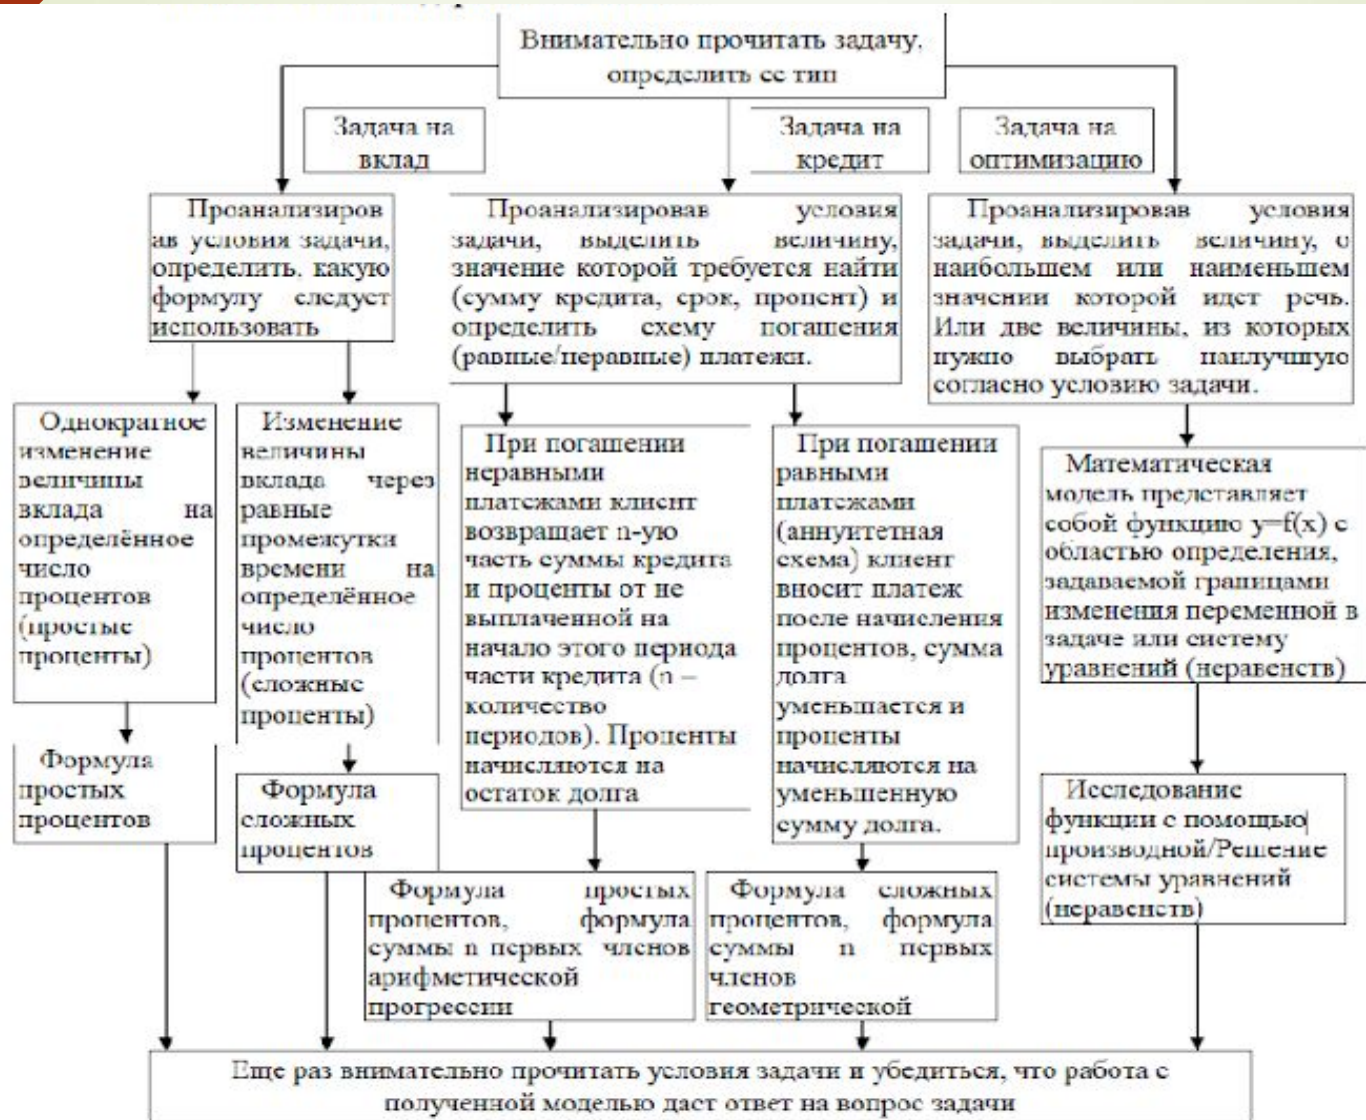 Внимательно прочитать задачу,
определить ее тип
Задача на
вклад
Задача на
кредит
Задача на
оптимизацию
Проанализиров
ав условия задачи,
определить, какую
формулу следует
использовать
Проанализировав условия
задачи, выделить величину,
значение которой требуется найти
(сумму кредита, срок, процент) и
определить схему погашения
(равные/неравные) платежи.
Проанализировав условия
задачи, выделить величину, о
наибольшем или наименьшем
значении которой идет речь.
Или две величины, из которых
нужно выбрать наилучшую
согласно условию задачи.
Однократное
изменение
величины
вклада на
определённое
число
процентов
(простые
проценты)
Изменение
величины
вклада через
равные
промежутки
времени на
определённое
число
процентов
(сложные
проценты)
При погашении
неравными
платежами клиент
возвращает n-ую
часть суммы кредита
и проценты от не
выплаченной на
начало этого периода
части кредита (n –
количество
периодов). Проценты
начисляются на
остаток долга
При погашении
равными
платежами
(аннуитетная
схема) клиент
вносит платеж
после начисления
процентов, сумма
долга
уменьшается и
проценты
начисляются на
уменьшенную
сумму долга.
Математическая
модель представляет
собой функцию y=f(x) с
областью определения,
задаваемой границами
изменения переменной в
задаче или систему
уравнений (неравенств)
Формула
простых
процентов
Формула
сложных
процентов
Формула простых
процентов, формула
суммы n первых членов
арифметической
прогрессии
Формула сложных
процентов, формула
суммы n первых
членов
геометрической
Исследование
функции с помощью
производной/Решение
системы уравнений
(неравенств)
Еще раз внимательно прочитать условия задачи и убедиться, что работа с
полученной моделью даст ответ на вопрос задачи